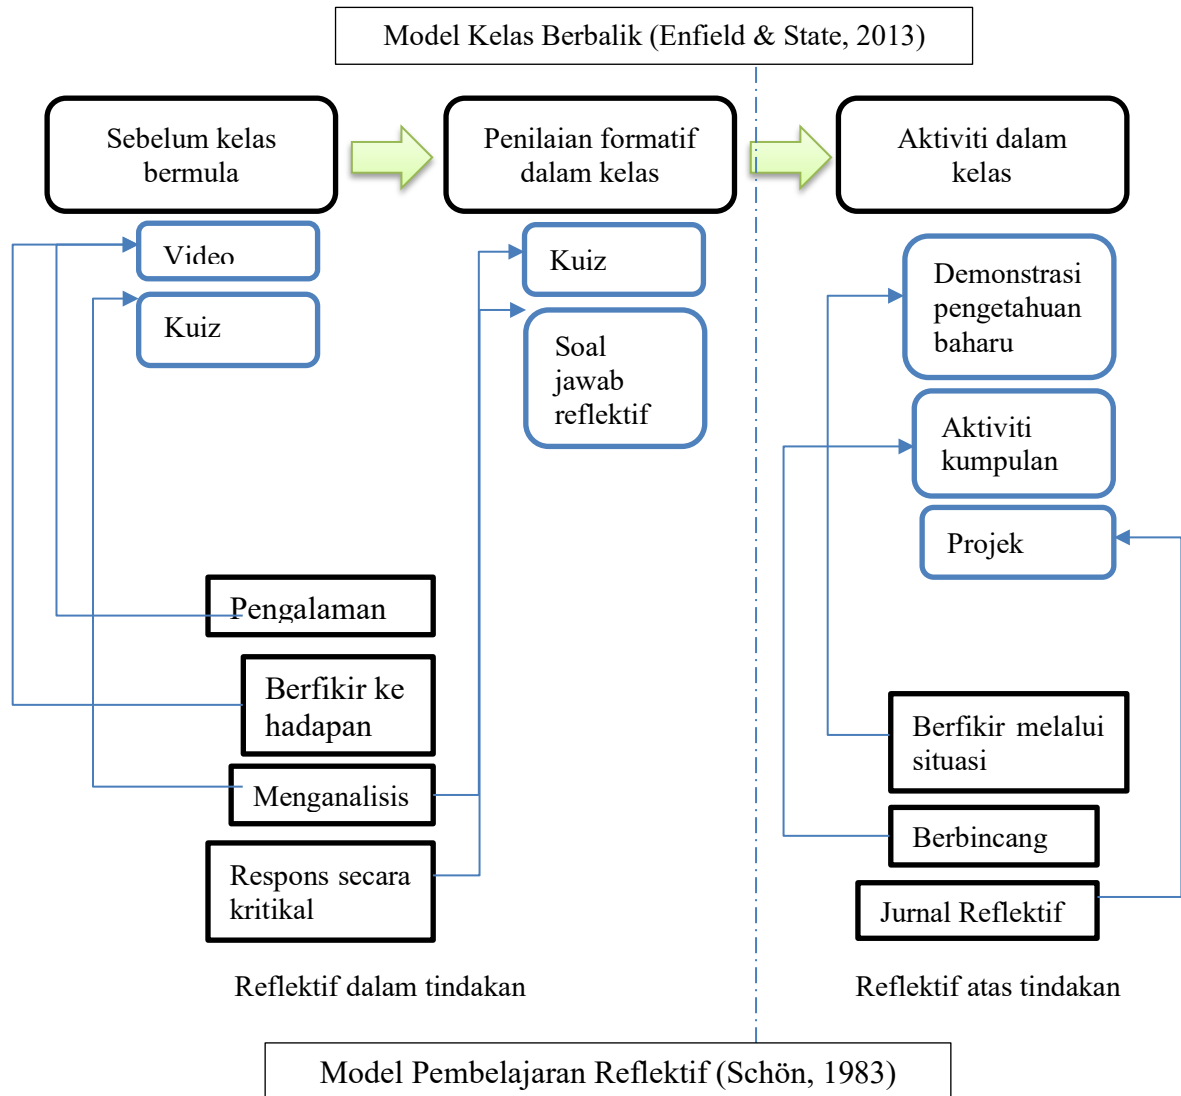 Model Kelas Berbalik (Enfield & State, 2013)
Sebelum kelas
bermula
Penilaian formatif
dalam kelas
Aktiviti dalam
kelas
Video
Kuiz
Kuiz
Soal
jawab
reflektif
Demonstrasi
pengetahuan
baharu
Aktiviti
kumpulan
Projek
Pengalaman
Berfikir ke
hadapan
Menganalisis
Respons secara
kritikal
Berfikir melalui
situasi
Berbincang
Jurnal Reflektif
Reflektif dalam tindakan
Reflektif atas tindakan
Model Pembelajaran Reflektif (Schön, 1983)